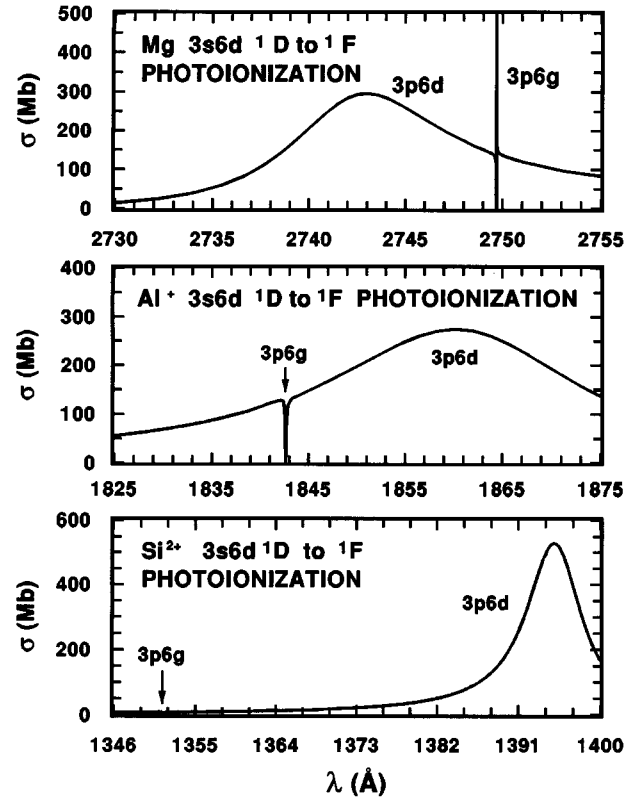 500
Mg 3s6d ¹D to ¹F
PHOTOIONIZATION
3p6d
3p6g
400
300
200
100
0
σ (Mb)
2730 2735 2740 2745 2750 2755
400
Al⁺ 3s6d ¹D to ¹F PHOTOIONIZATION
3p6g
3p6d
300
200
100
0
σ (Mb)
1825 1835 1845 1855 1865 1875
600
Si²⁺ 3s6d ¹D to ¹F
PHOTOIONIZATION
3p6d
3p6g
400
200
0
σ (Mb)
1346 1355 1364 1373 1382 1391 1400
λ (Å)